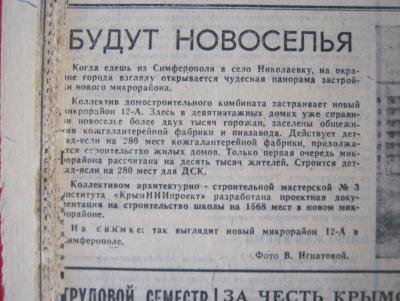 БУДУТ НОВОСЕЛЬЯ
Когда едешь из Симферополя в село Николаевку, на окра-
ине города взгляду открывается чудесная панорама застрой-
ки нового микрорайона.
Коллектив домостроительного комбината застраивает новый
микрорайон 12-А. Здесь в девятиэтажных домах уже справи-
ли новоселье более двух тысяч горожан, заселены общежи-
тия кожгалантерейной фабрики и пивзавода. Действует дет-
сад-ясли на 280 мест кожгалантерейной фабрики, продолжа-
ется строительство жилых домов. Только первая очередь мик-
рорайона рассчитана на десять тысяч жителей. Строится дет-
сад-ясли на 280 мест для ДСК.
Коллективом архитектурно - строительной мастерской № 3
института «КрымНИИпроект» разработана проектная доку-
ментация на строительство школы на 1568 мест в новом мик-
рорайоне.
На снимке: так выглядит новый микрорайон 12-А в
Симферополе.
Фото В. Игнатовой.
ТРУДОВОЙ СЕМЕСТР
ЗА ЧЕСТЬ КРЫМС